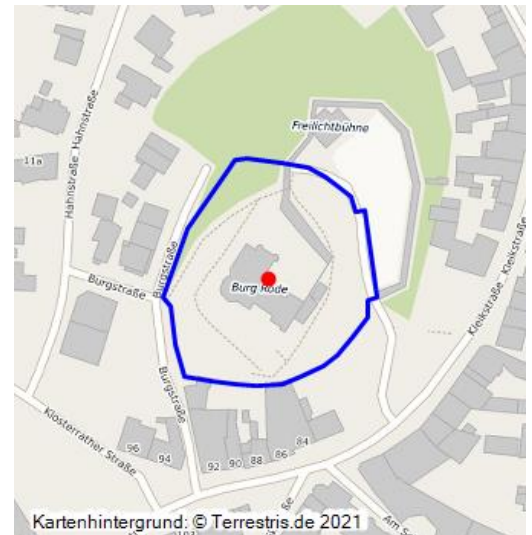 Freilichtbühne
11a
Hahnstraße Hahnstraße
Burgstraße
Burgstraße
Burg Rode
Kleikstraße Kleikstraße
Burgstraße
Klosterrather Straße
96
94
92
90
88
86
84
Kartenhintergrund: © Terrestris.de 2021